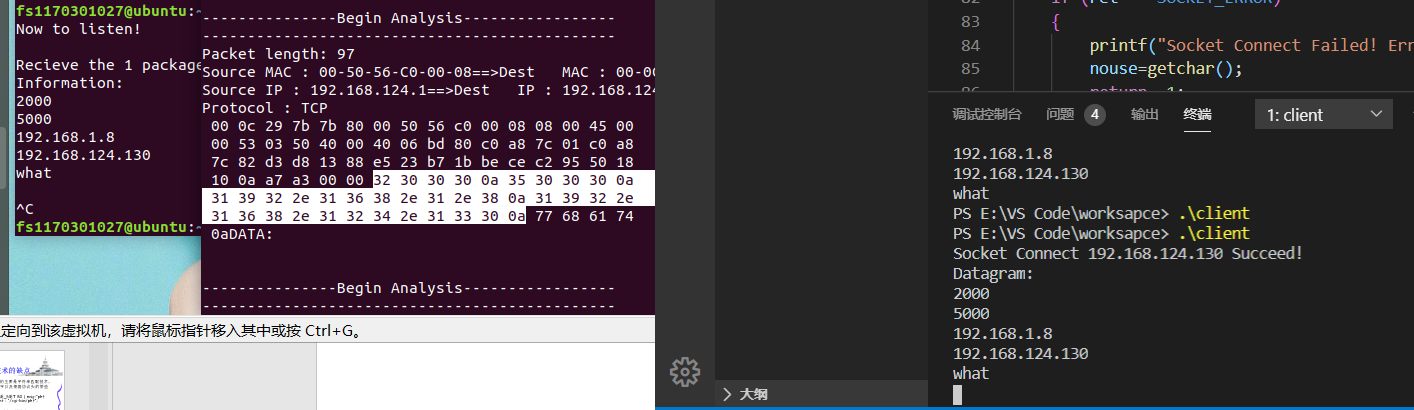 fs1170301027@ubuntu:~
Now to listen!
Recieve the 1 package
Information:
2000
5000
192.168.1.8
192.168.124.130
what
^C
fs1170301027@ubuntu:~
---------------Begin Analysis-----------------
----------------------------------------------
Packet length: 97
Source MAC : 00-50-56-C0-00-08==>Dest   MAC : 00-0
Source IP : 192.168.124.1==>Dest   IP : 192.168.124
Protocol : TCP
00 0c 29 7b 7b 80 00 50 56 c0 00 08 08 00 45 00
00 53 03 50 40 00 40 06 bd 80 c0 a8 7c 01 c0 a8
7c 82 d3 d8 13 88 e5 23 b7 1b be ce c2 95 50 18
10 0a a7 a3 00 00 32 30 30 30 0a 35 30 30 30 0a
31 39 32 2e 31 36 38 2e 31 2e 38 0a 31 39 32 2e
31 36 38 2e 31 32 34 2e 31 33 30 0a 77 68 61 74
0aDATA:
---------------Begin Analysis-----------------
----------------------------------------------
定向到该虚拟机，请将鼠标指针移入其中或按 Ctrl+G。
术的缺点
83 {
84 printf("Socket Connect Failed! Err
85 nouse=getchar();
调试控制台 问题 4 输出 终端 1: client
192.168.1.8
192.168.124.130
what
PS E:\VS Code\worksapce> .\client
PS E:\VS Code\worksapce> .\client
Socket Connect 192.168.124.130 Succeed!
Datagram:
2000
5000
192.168.1.8
192.168.124.130
what
大纲